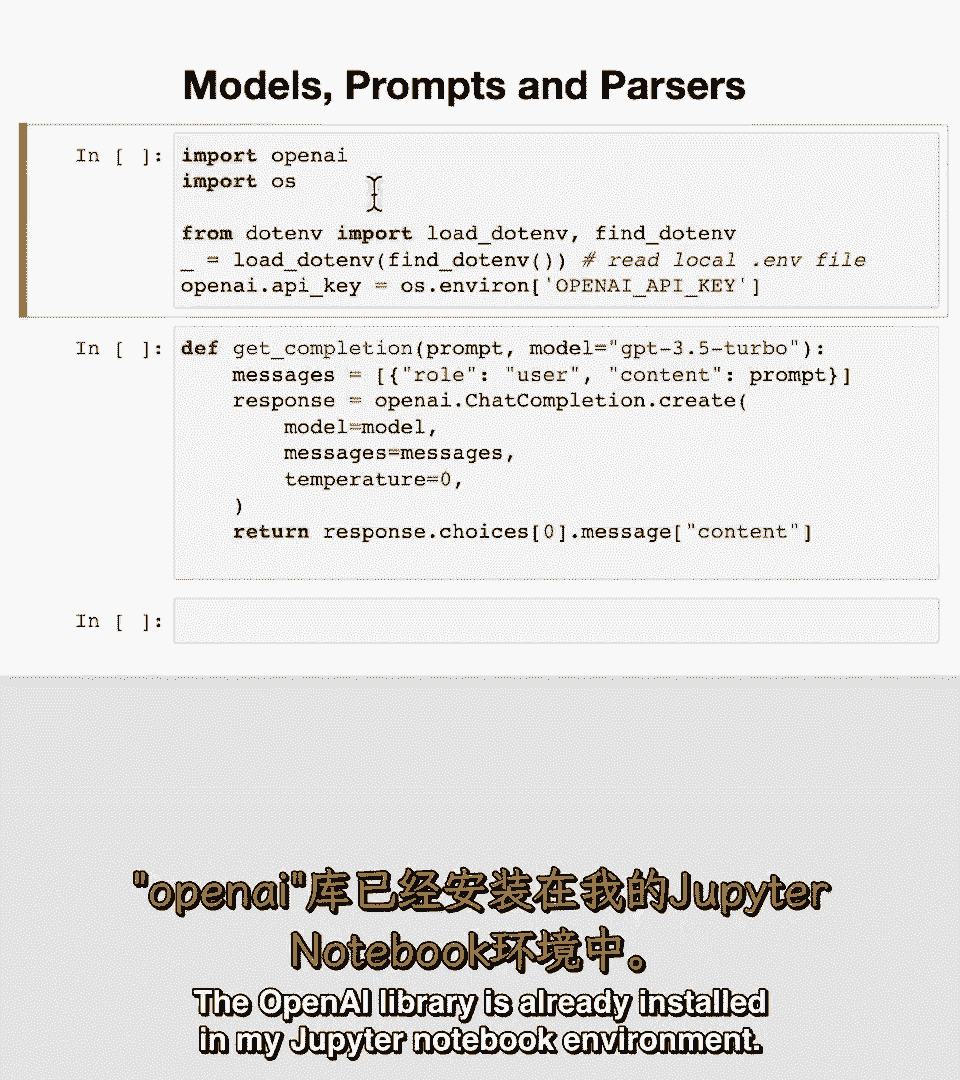 Models, Prompts and Parsers
In [ ]: import openai
import os
from dotenv import load_dotenv, find_dotenv
_ = load_dotenv(find_dotenv()) # read local .env file
openai.api_key = os.environ['OPENAI_API_KEY']
In [ ]: def get_completion(prompt, model="gpt-3.5-turbo"):
    messages = [{"role": "user", "content": prompt}]
    response = openai.ChatCompletion.create(
        model=model,
        messages=messages,
        temperature=0,
    )
    return response.choices[0].message["content"]
In [ ]:
"openai"库已经安装在我的Jupyter
Notebook环境中。
The OpenAI library is already installed
in my Jupyter notebook environment.